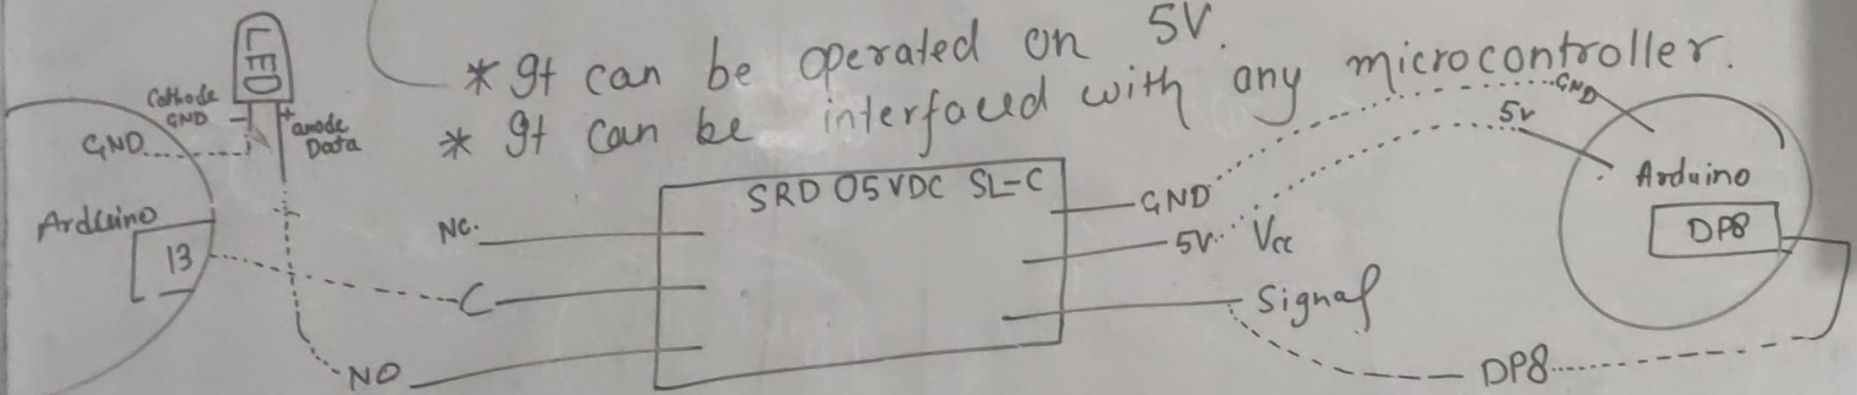 LED
* It can be operated on 5V.
* It can be interfaced with any microcontroller.
Cathode
GND
-
+
anode
Data
GND
GND
5v
Arduino
13
SRD 05VDC SL-C
NC.
C
NO
GND
5V
Vcc
Signal
Arduino
DP8
DP8